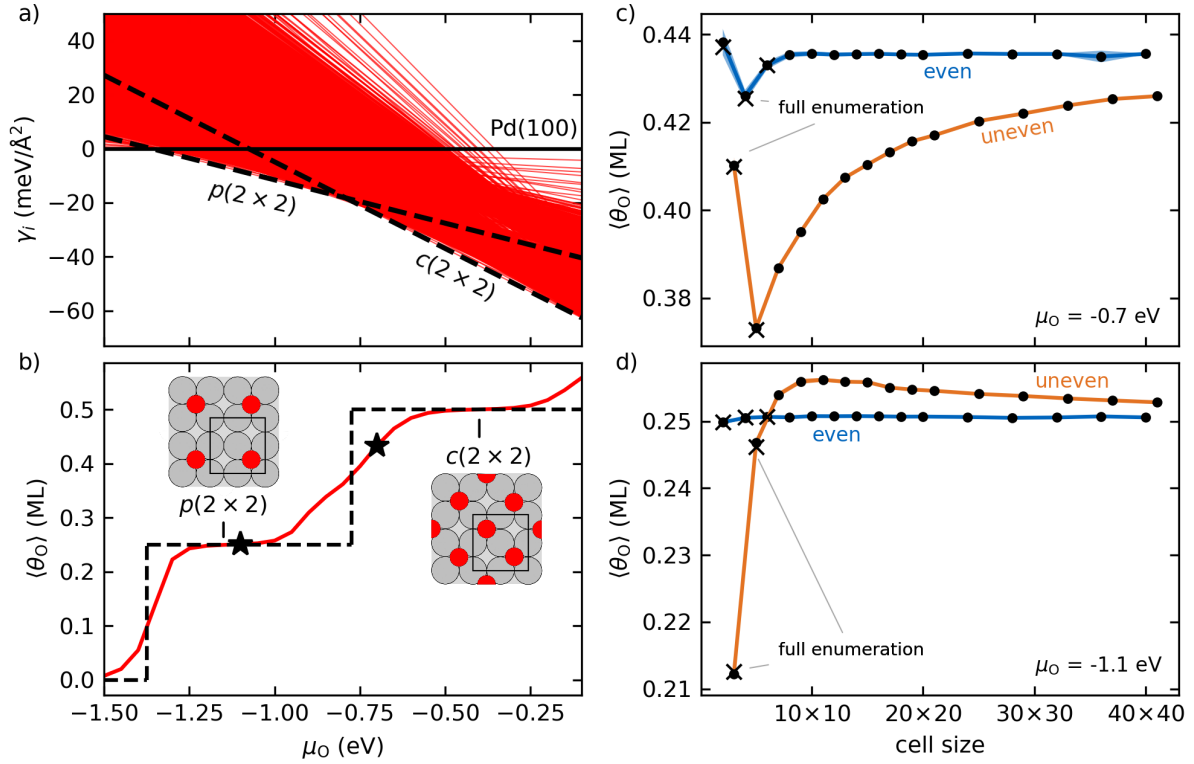 a)
40
20
0
−20
−40
−60
γi (meV/Å²)
Pd(100)
p(2 × 2)
c(2 × 2)
b)
0.5
0.4
0.3
0.2
0.1
0.0
⟨θO⟩ (ML)
p(2 × 2)
c(2 × 2)
−1.50
−1.25
−1.00
−0.75
−0.50
−0.25
μO (eV)
c)
0.44
0.42
0.40
0.38
⟨θO⟩ (ML)
even
full enumeration
uneven
μO = -0.7 eV
d)
0.25
0.24
0.23
0.22
0.21
⟨θO⟩ (ML)
uneven
even
full enumeration
μO = -1.1 eV
10×10
20×20
30×30
40×40
cell size